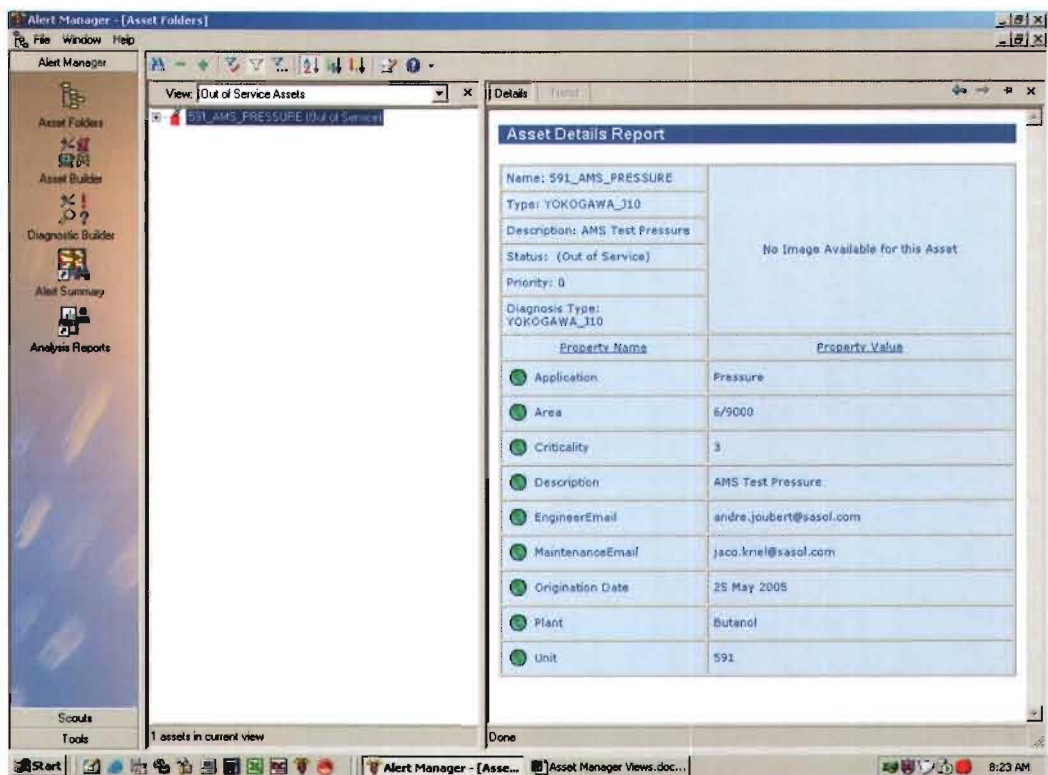 Alert Manager - [Asset Folders]
File Window Help
Alert Manager
Asset Folders
Asset Builder
Diagnostic Builder
Alert Summary
Analysis Reports
Scouts
Tools
View: Out of Service Assets
591_AMS_PRESSURE (Out of Service)
1 assets in current view
Details Trend
Asset Details Report
Name: 591_AMS_PRESSURE
Type: YOKOGAWA_J10
Description: AMS Test Pressure
Status: (Out of Service)
Priority: 0
Diagnosis Type:
YOKOGAWA_J10
No Image Available for this Asset
Property Name Property Value
Application Pressure
Area 6/9000
Criticality 3
Description AMS Test Pressure
EngineerEmail andre.joubert@sasol.com
MaintenanceEmail jaco.kriel@sasol.com
Origination Date 25 May 2005
Plant Butanol
Unit 591
Done
Start
Alert Manager - [Asse...
Asset Manager Views.doc...
8:23 AM